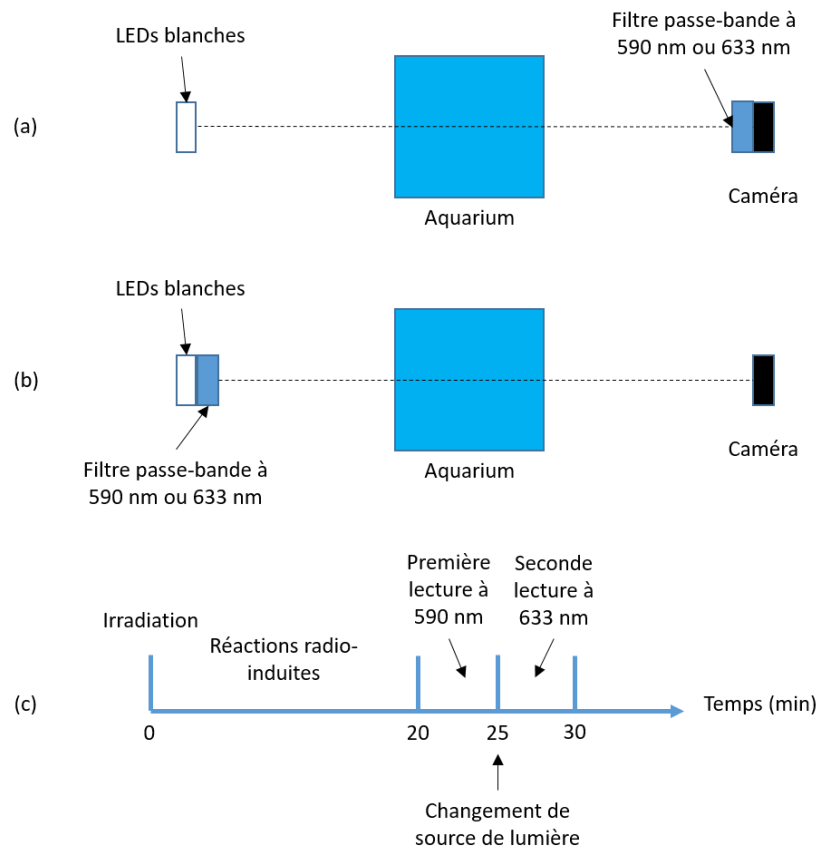 LEDs blanches
Filtre passe-bande à
590 nm ou 633 nm
(a)
Aquarium
Caméra
LEDs blanches
(b)
Filtre passe-bande à
590 nm ou 633 nm
Aquarium
Caméra
Première
lecture à
590 nm
Seconde
lecture à
633 nm
Irradiation
Réactions radio-
induites
(c)
Temps (min)
0
20
25
30
Changement de
source de lumière